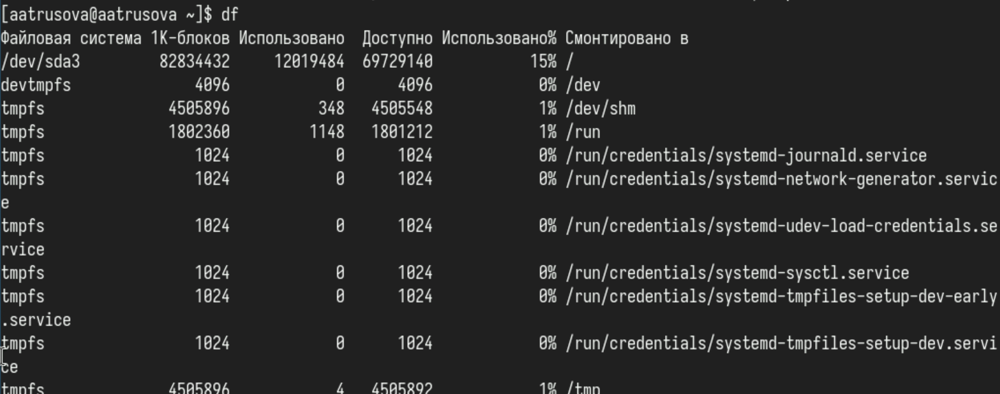 [aatrusova@aatrusova ~]$ df
Файловая система 1K-блоков Использовано  Доступно Использовано% Смонтировано в
/dev/sda3         82834432     12019484  69729140           15% /
devtmpfs              4096            0      4096            0% /dev
tmpfs              4505896          348   4505548            1% /dev/shm
tmpfs              1802360         1148   1801212            1% /run
tmpfs                 1024            0      1024            0% /run/credentials/systemd-journald.service
tmpfs                 1024            0      1024            0% /run/credentials/systemd-network-generator.servic
e
tmpfs                 1024            0      1024            0% /run/credentials/systemd-udev-load-credentials.se
rvice
tmpfs                 1024            0      1024            0% /run/credentials/systemd-sysctl.service
tmpfs                 1024            0      1024            0% /run/credentials/systemd-tmpfiles-setup-dev-early
.service
tmpfs                 1024            0      1024            0% /run/credentials/systemd-tmpfiles-setup-dev.servi
ce
tmpfs              4505896            4   4505892            1% /tmp